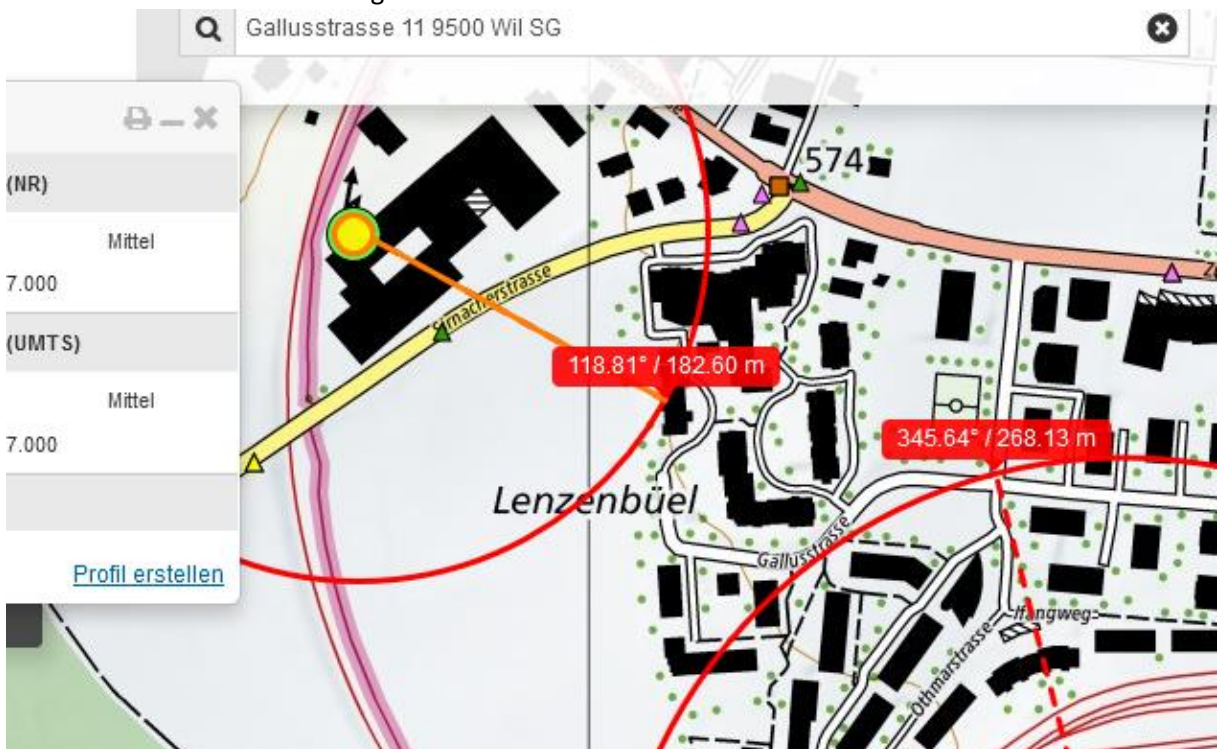 Gallusstrasse 11 9500 Wil SG
(NR)
Mittel
7.000
(UMTS)
Mittel
7.000
Profil erstellen
574
Sirnacherstrasse
118.81° / 182.60 m
345.64° / 268.13 m
Lenzenbüel
Gallusstrasse
Ifangweg
Othmarstrasse